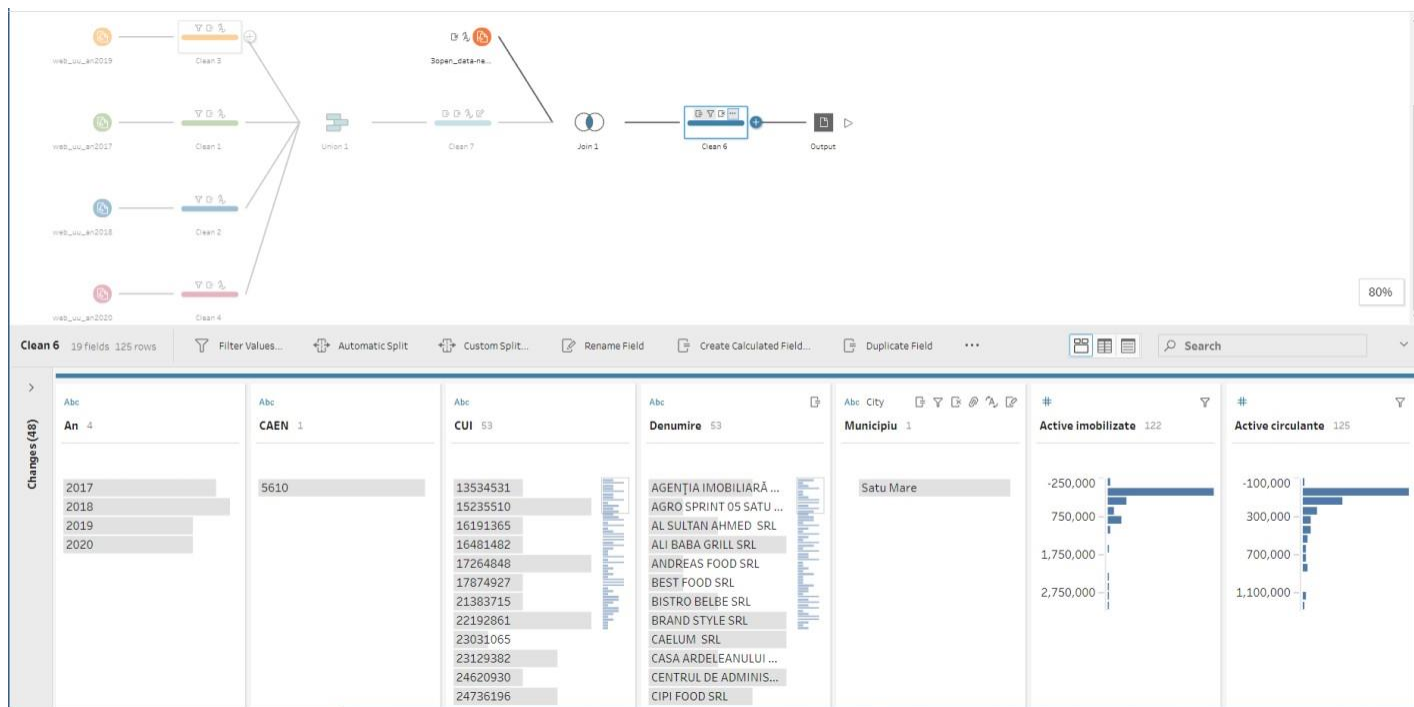 web_uu_an2019
Clean 3
3open_data-ne...
web_uu_an2017
Clean 1
Union 1
Clean 7
Join 1
Clean 6
Output
web_uu_an2018
Clean 2
web_uu_an2020
Clean 4
80%
Clean 6 19 fields 125 rows Filter Values... Automatic Split Custom Split... Rename Field Create Calculated Field... Duplicate Field ... Search
Changes (48)
Abc
An 4
2017
2018
2019
2020
Abc
CAEN 1
5610
Abc
CUI 53
13534531
15235510
16191365
16481482
17264848
17874927
21383715
22192861
23031065
23129382
24620930
24736196
Abc
Denumire 53
AGENȚIA IMOBILIARĂ ...
AGRO SPRINT 05 SATU ...
AL SULTAN AHMED SRL
ALI BABA GRILL SRL
ANDREAS FOOD SRL
BEST FOOD SRL
BISTRO BELBE SRL
BRAND STYLE SRL
CAELUM SRL
CASA ARDELEANULUI ...
CENTRUL DE ADMINIS...
CIPI FOOD SRL
Abc City
Municipiu 1
Satu Mare
#
Active imobilizate 122
-250,000
750,000
1,750,000
2,750,000
#
Active circulante 125
-100,000
300,000
700,000
1,100,000